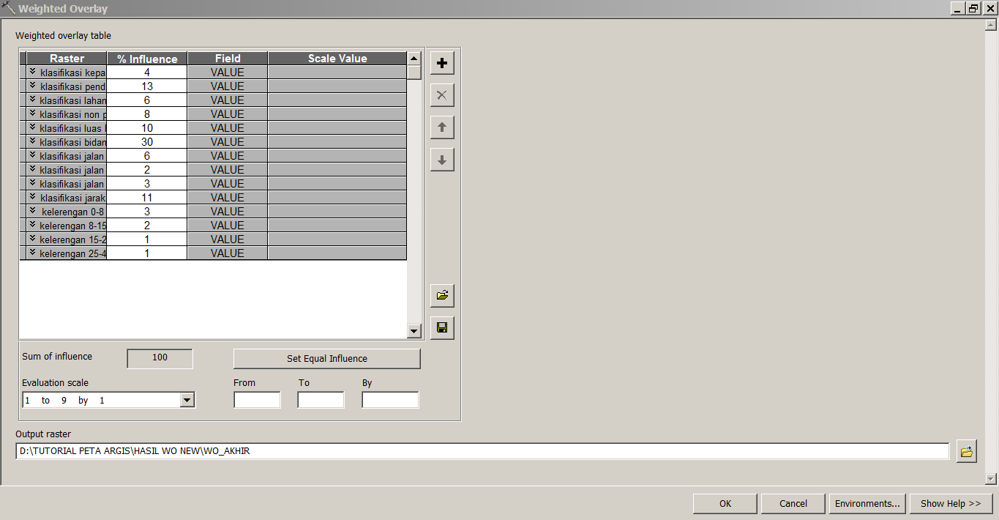 Weighted Overlay
Weighted overlay table
Raster % Influence Field Scale Value
klasifikasi kepa 4 VALUE
klasifikasi pend 13 VALUE
klasifikasi lahan 6 VALUE
klasifikasi non p 8 VALUE
klasifikasi luas l 10 VALUE
klasifikasi bidan 30 VALUE
klasifikasi jalan 6 VALUE
klasifikasi jalan 2 VALUE
klasifikasi jalan 3 VALUE
klasifikasi jarak 11 VALUE
kelerengan 0-8 3 VALUE
kelerengan 8-15 2 VALUE
kelerengan 15-2 1 VALUE
kelerengan 25-4 1 VALUE
Sum of influence 100 Set Equal Influence
Evaluation scale From To By
1 to 9 by 1
Output raster
D:\TUTORIAL PETA ARGIS\HASIL WO NEW\WO_AKHIR
OK Cancel Environments... Show Help >>